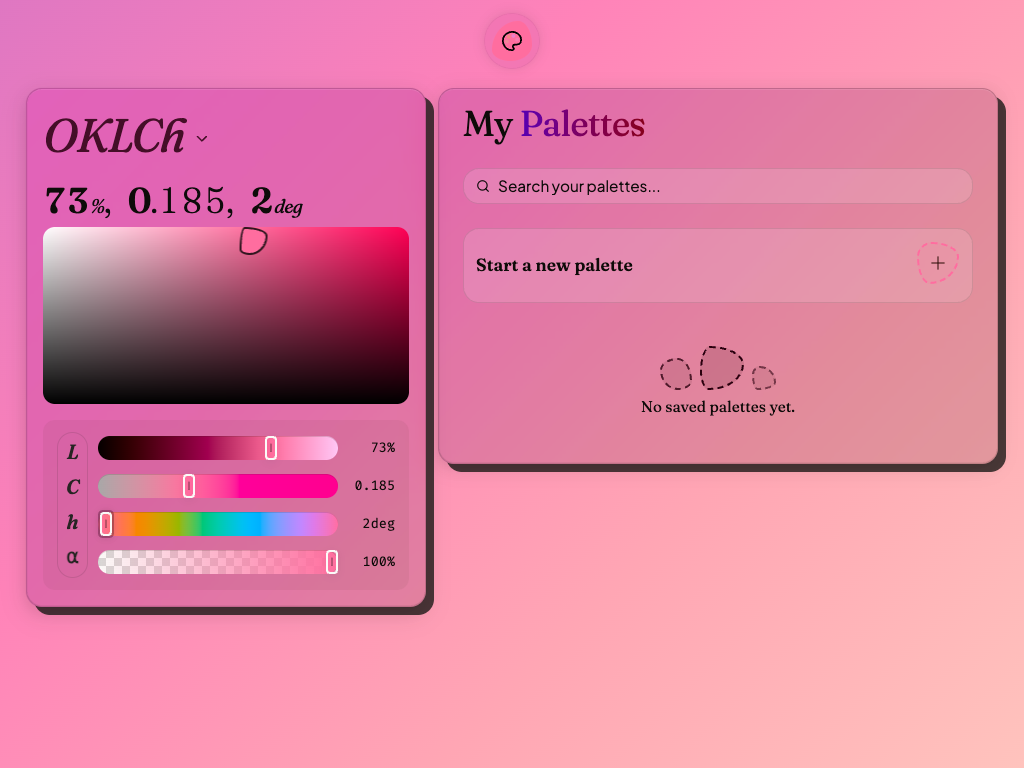 OKLCh
73%, 0.185, 2deg
L 73%
C 0.185
h 2deg
α 100%
My Palettes
Search your palettes...
Start a new palette
No saved palettes yet.